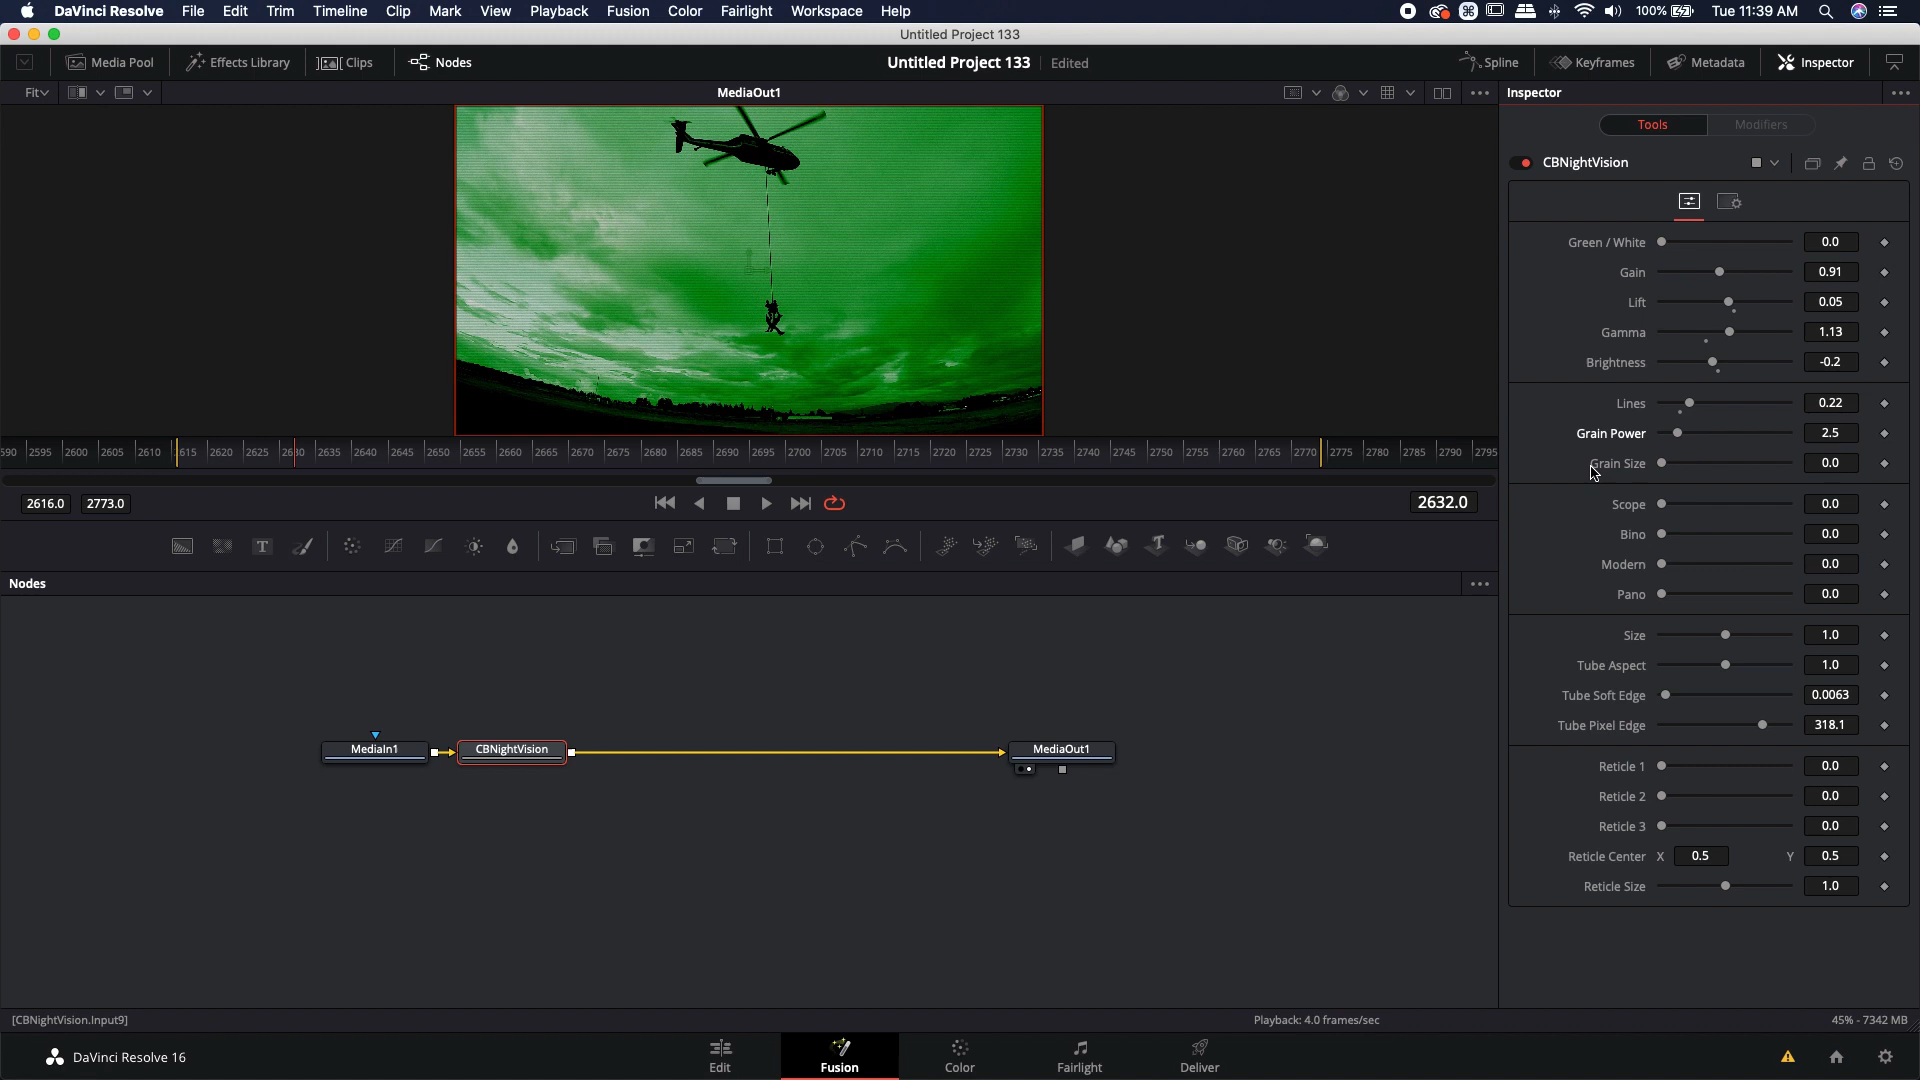 DaVinci Resolve File Edit Trim Timeline Clip Mark View Playback Fusion Color Fairlight Workspace Help 100% Tue 11:39 AM
Untitled Project 133
Media Pool Effects Library Clips Nodes Untitled Project 133 Edited Spline Keyframes Metadata Inspector
Fit MediaOut1 Inspector
Tools Modifiers
CBNightVision
Green / White 0.0
Gain 0.91
Lift 0.05
Gamma 1.13
Brightness -0.2
Lines 0.22
Grain Power 2.5
Grain Size 0.0
590 2595 2600 2605 2610 2615 2620 2625 2630 2635 2640 2645 2650 2655 2660 2665 2670 2675 2680 2685 2690 2695 2700 2705 2710 2715 2720 2725 2730 2735 2740 2745 2750 2755 2760 2765 2770 2775 2780 2785 2790 2795
2616.0 2773.0 2632.0
Scope 0.0
Bino 0.0
Modern 0.0
Pano 0.0
Size 1.0
Tube Aspect 1.0
Tube Soft Edge 0.0063
Tube Pixel Edge 318.1
Reticle 1 0.0
Reticle 2 0.0
Reticle 3 0.0
Reticle Center X 0.5 Y 0.5
Reticle Size 1.0
Nodes
MediaIn1 CBNightVision MediaOut1
[CBNightVision.Input9] Playback: 4.0 frames/sec 45% - 7342 MB
DaVinci Resolve 16 Edit Fusion Color Fairlight Deliver